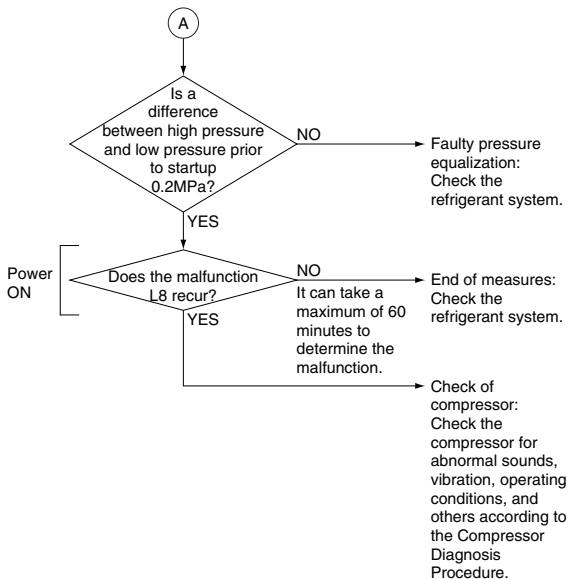 A
Is a
difference
between high pressure
and low pressure prior
to startup
0.2MPa?
NO
Faulty pressure
equalization:
Check the
refrigerant system.
YES
Power
ON
Does the malfunction
L8 recur?
NO
It can take a
maximum of 60
minutes to
determine the
malfunction.
End of measures:
Check the
refrigerant system.
YES
Check of
compressor:
Check the
compressor for
abnormal sounds,
vibration, operating
conditions, and
others according to
the Compressor
Diagnosis
Procedure.